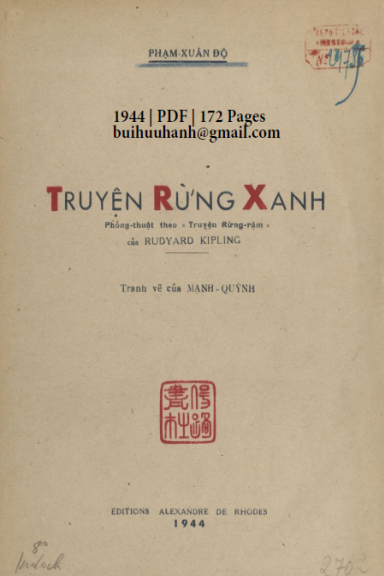 PHẠM-XUÂN ĐỘ
1944 | PDF | 172 Pages
buihuuhanh@gmail.com
TRUYỆN RỪNG XANH
Phỏng-thuật theo « Truyện Rừng-rậm »
của RUDYARD KIPLING
Tranh vẽ của MẠNH-QUỲNH
ÉDITIONS ALEXANDRE DE RHODES
1944